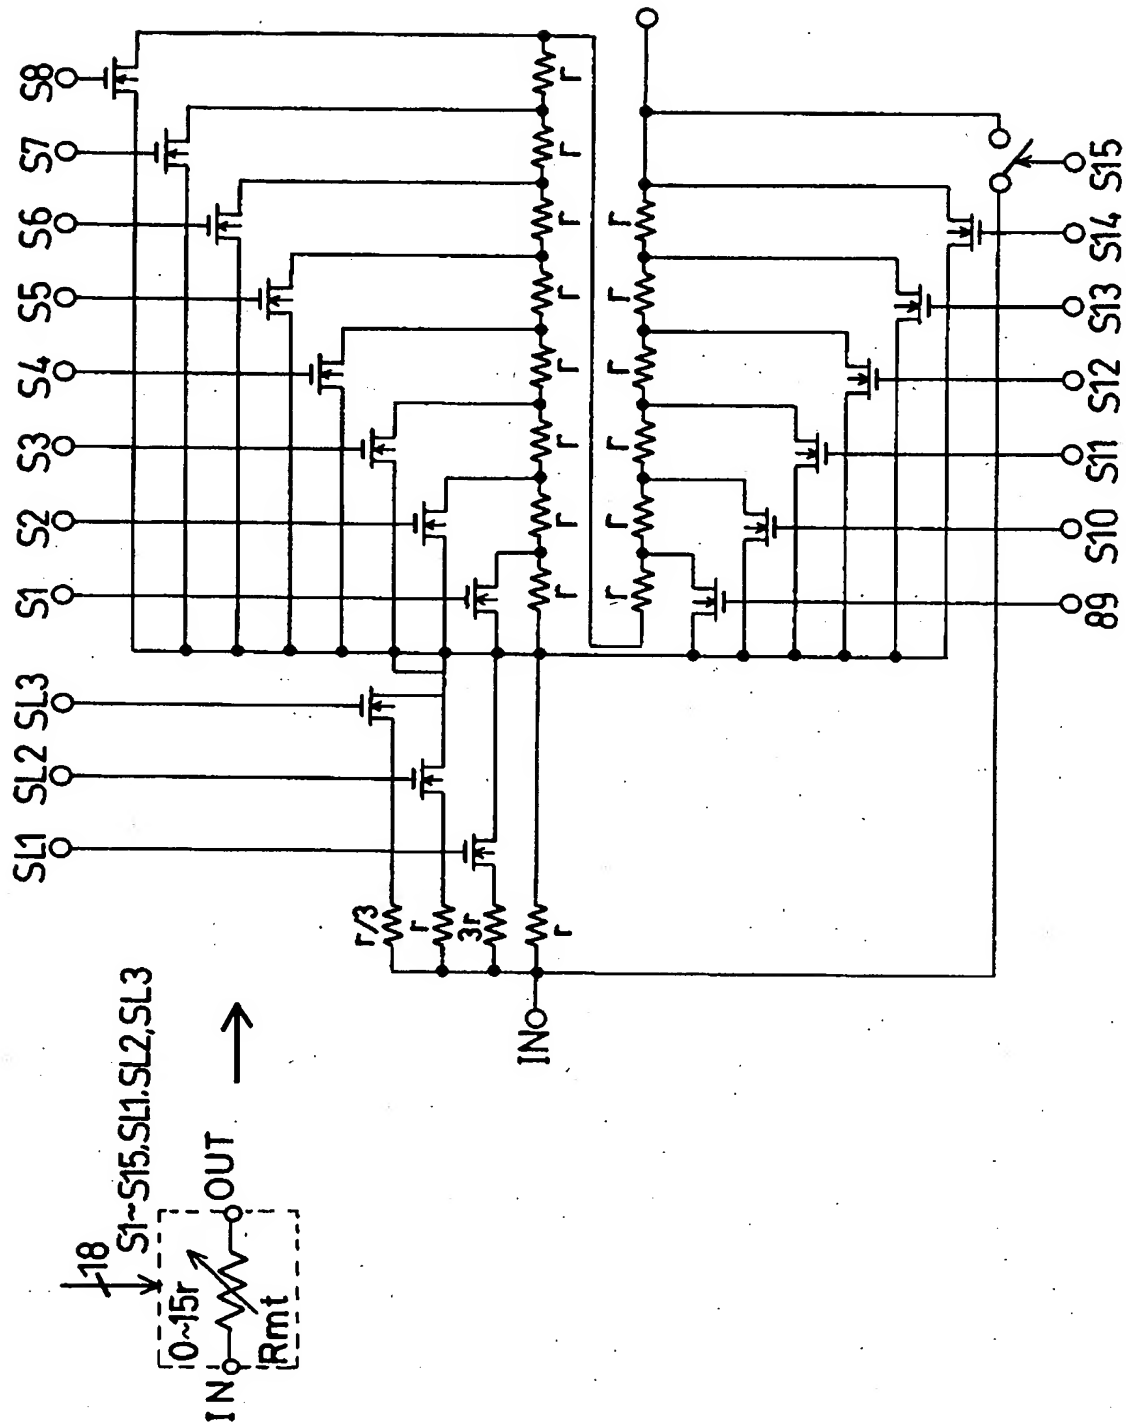 18
S1~S15,SL1,SL2,SL3
0~15r
IN
OUT
Rmt
SL1
SL2
SL3
S1
S2
S3
S4
S5
S6
S7
S8
r/3
r
3r
r
IN
r
r
r
r
r
r
r
r
r
r
r
r
r
r
89
S10
S11
S12
S13
S14
S15